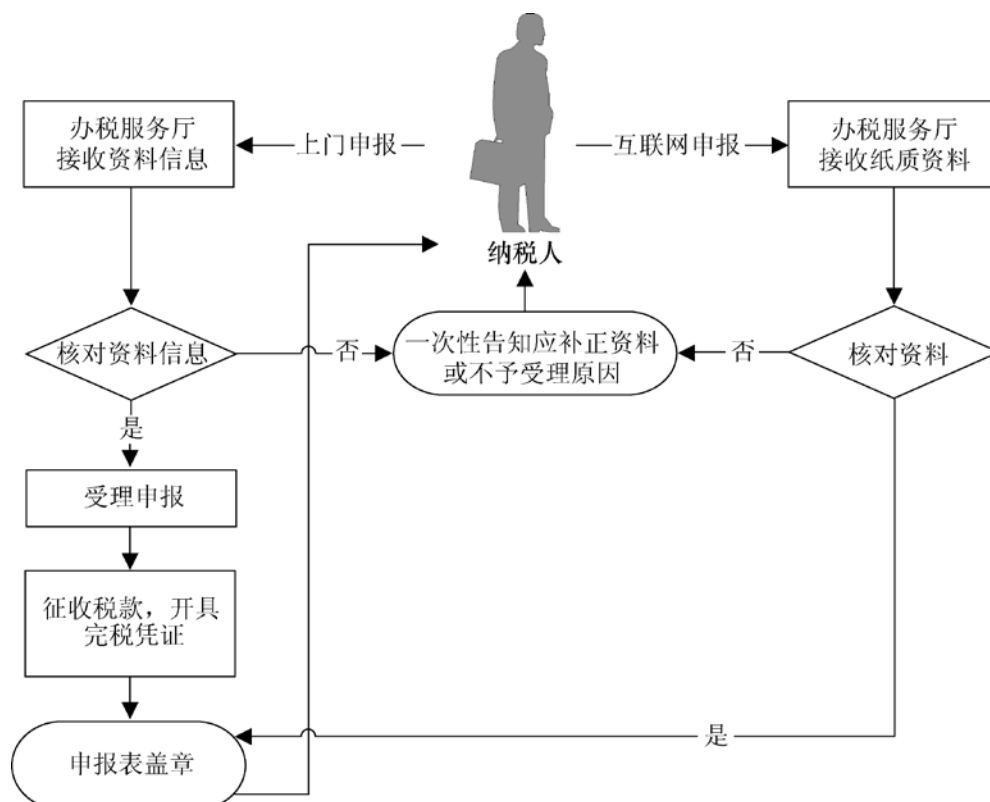 办税服务厅
接收资料信息
上门申报
互联网申报
办税服务厅
接收纸质资料
纳税人
核对资料信息
否
一次性告知应补正资料
或不予受理原因
否
核对资料
是
受理申报
征收税款，开具
完税凭证
是
申报表盖章